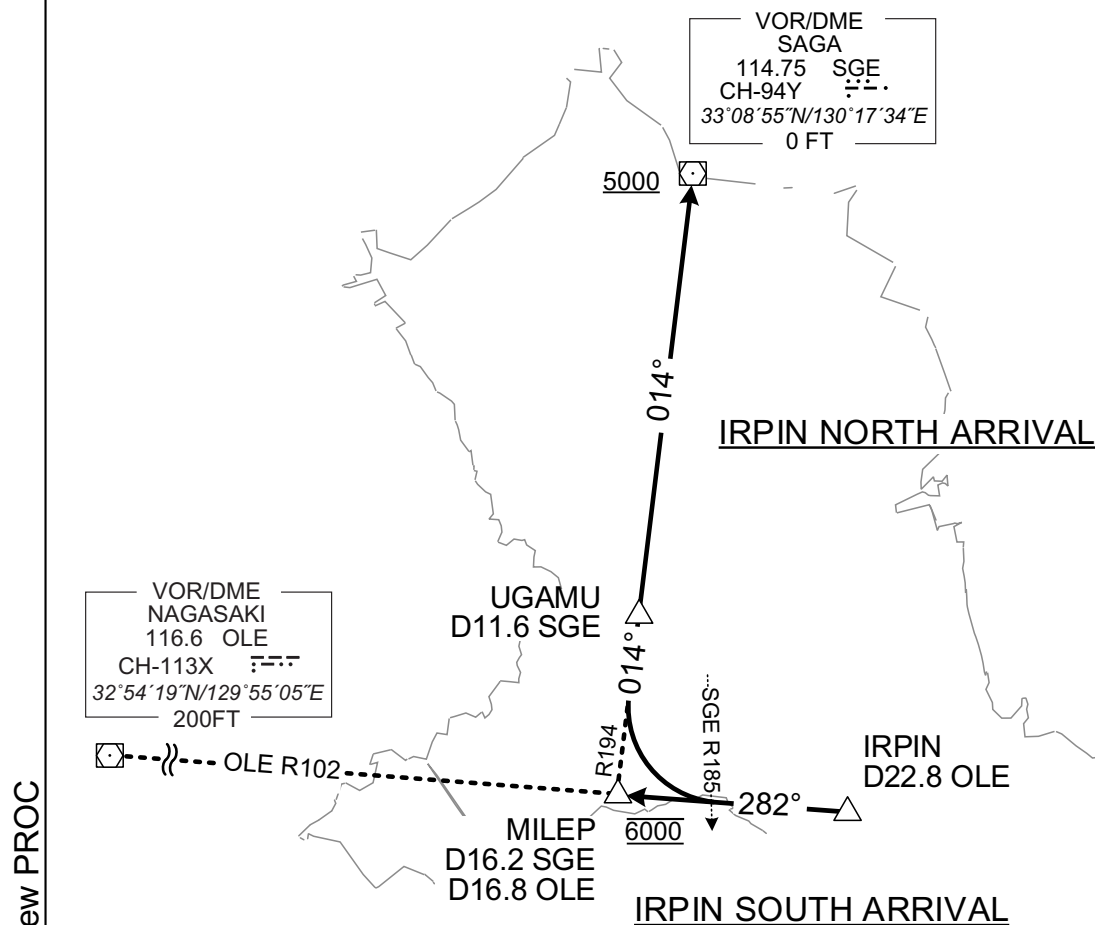 VOR/DME
SAGA
114.75 SGE
CH-94Y
33°08´55˝N/130°17´34˝E
0 FT
5000
014°
IRPIN NORTH ARRIVAL
UGAMU
D11.6 SGE
014°
VOR/DME
NAGASAKI
116.6 OLE
CH-113X
32°54´19˝N/129°55´05˝E
200FT
OLE R102
R194
SGE R185
282°
IRPIN
D22.8 OLE
MILEP
D16.2 SGE
D16.8 OLE
6000
IRPIN SOUTH ARRIVAL
ew PROC